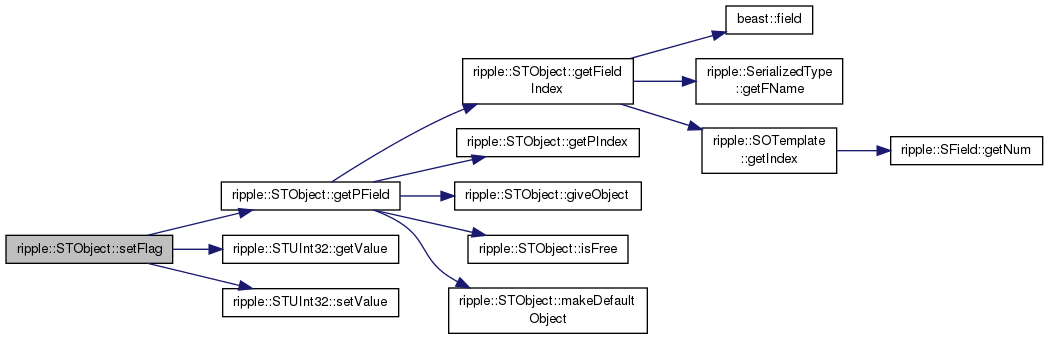 ripple::STObject::setFlag
ripple::STObject::getPField
ripple::STUInt32::getValue
ripple::STUInt32::setValue
ripple::STObject::getField
Index
ripple::STObject::getPIndex
ripple::STObject::giveObject
ripple::STObject::isFree
ripple::STObject::makeDefault
Object
beast::field
ripple::SerializedType
::getFName
ripple::SOTemplate
::getIndex
ripple::SField::getNum